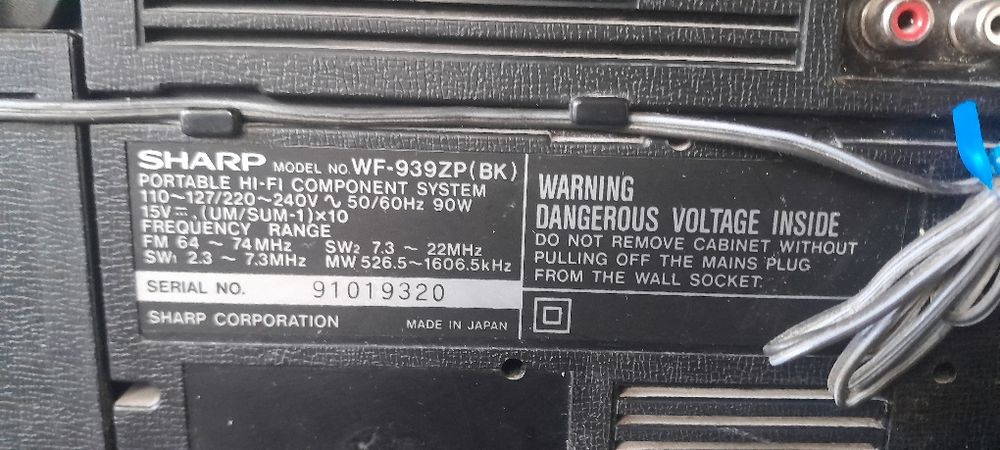 SHARP MODEL NO. WF-939ZP(BK)
PORTABLE HI-FI COMPONENT SYSTEM
110~127/220~240V ∿ 50/60Hz 90W
15V⎓, (UM/SUM-1)×10
FREQUENCY RANGE
FM 64 ~ 74MHz SW2 7.3 ~ 22MHz
SW1 2.3 ~ 7.3MHz MW 526.5~1606.5kHz
SERIAL NO. 91019320
SHARP CORPORATION MADE IN JAPAN
WARNING
DANGEROUS VOLTAGE INSIDE
DO NOT REMOVE CABINET WITHOUT
PULLING OFF THE MAINS PLUG
FROM THE WALL SOCKET.